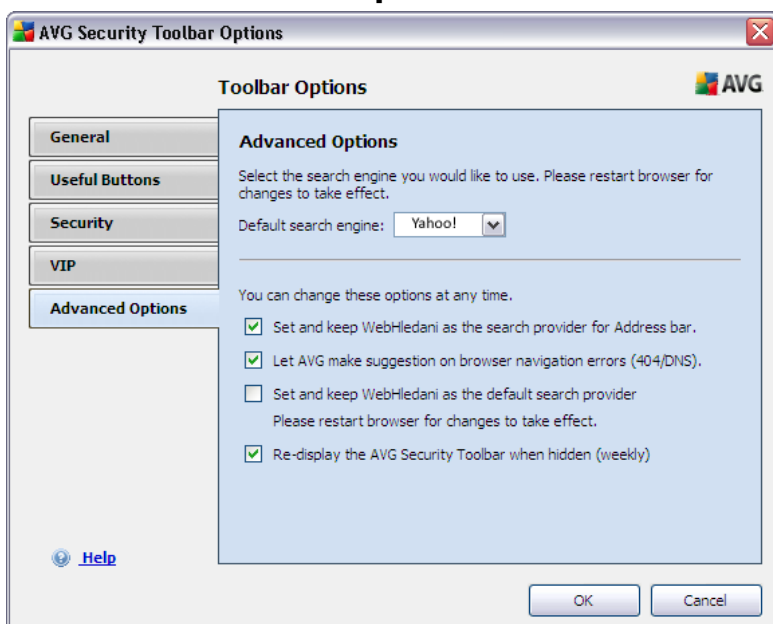 AVG Security Toolbar Options
Toolbar Options
AVG
General
Useful Buttons
Security
VIP
Advanced Options
Advanced Options
Select the search engine you would like to use. Please restart browser for
changes to take effect.
Default search engine: Yahoo!
You can change these options at any time.
Set and keep WebHledani as the search provider for Address bar.
Let AVG make suggestion on browser navigation errors (404/DNS).
Set and keep WebHledani as the default search provider
Please restart browser for changes to take effect.
Re-display the AVG Security Toolbar when hidden (weekly)
Help
OK
Cancel